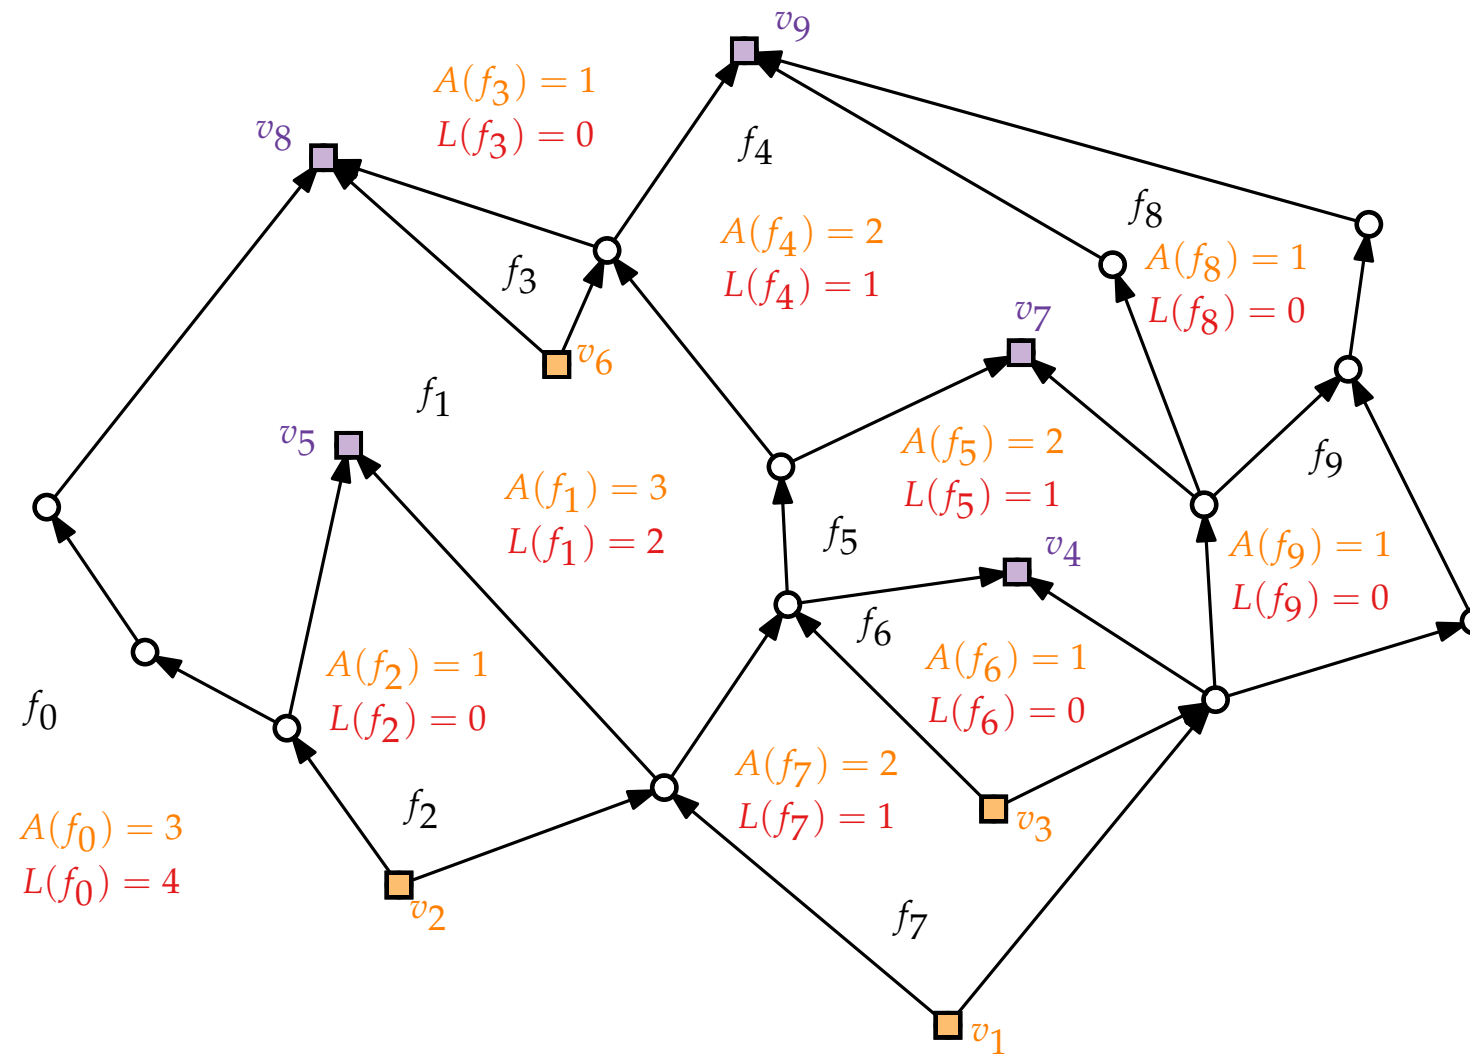 v9
A(f3) = 1
L(f3) = 0
v8
f4
f8
A(f4) = 2
L(f4) = 1
A(f8) = 1
L(f8) = 0
f3
v7
v6
f1
v5
A(f5) = 2
L(f5) = 1
f9
A(f1) = 3
L(f1) = 2
f5
v4
A(f9) = 1
L(f9) = 0
f6
A(f2) = 1
L(f2) = 0
A(f6) = 1
L(f6) = 0
f0
A(f7) = 2
L(f7) = 1
f2
v3
A(f0) = 3
L(f0) = 4
v2
f7
v1